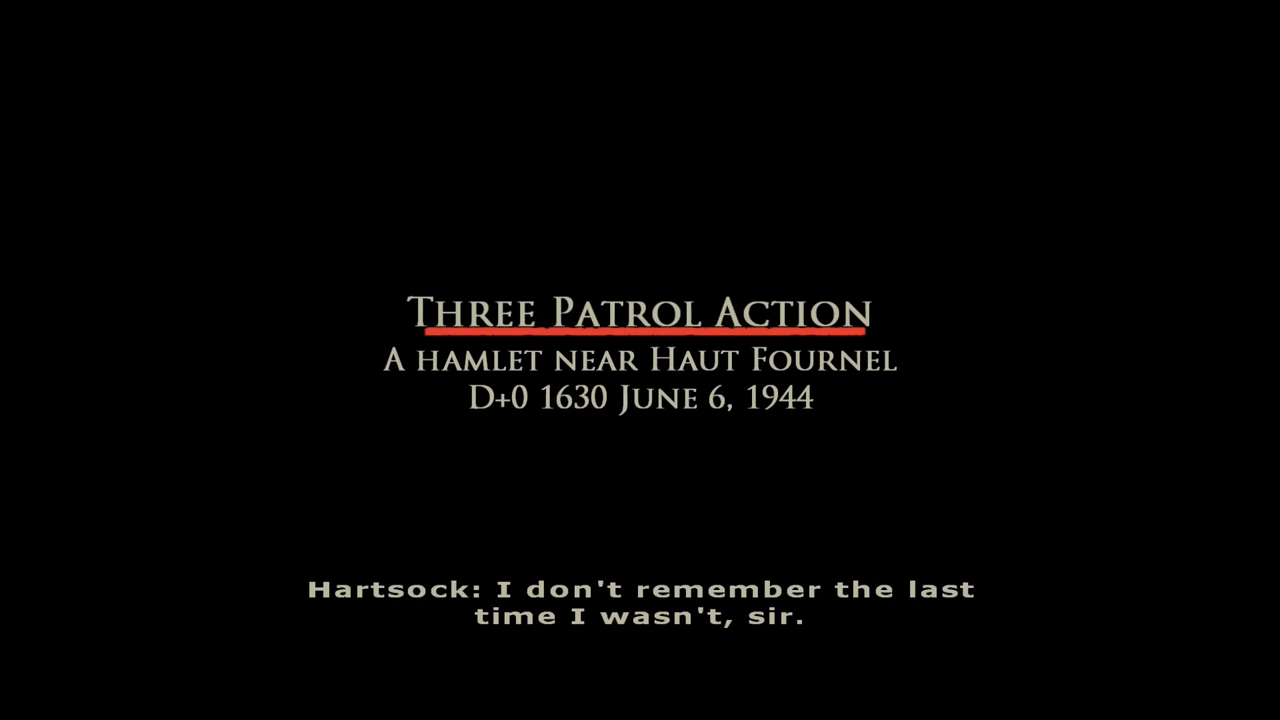 Three Patrol Action
A hamlet near Haut Fournel
D+0 1630 June 6, 1944
Hartsock: I don't remember the last
time I wasn't, sir.